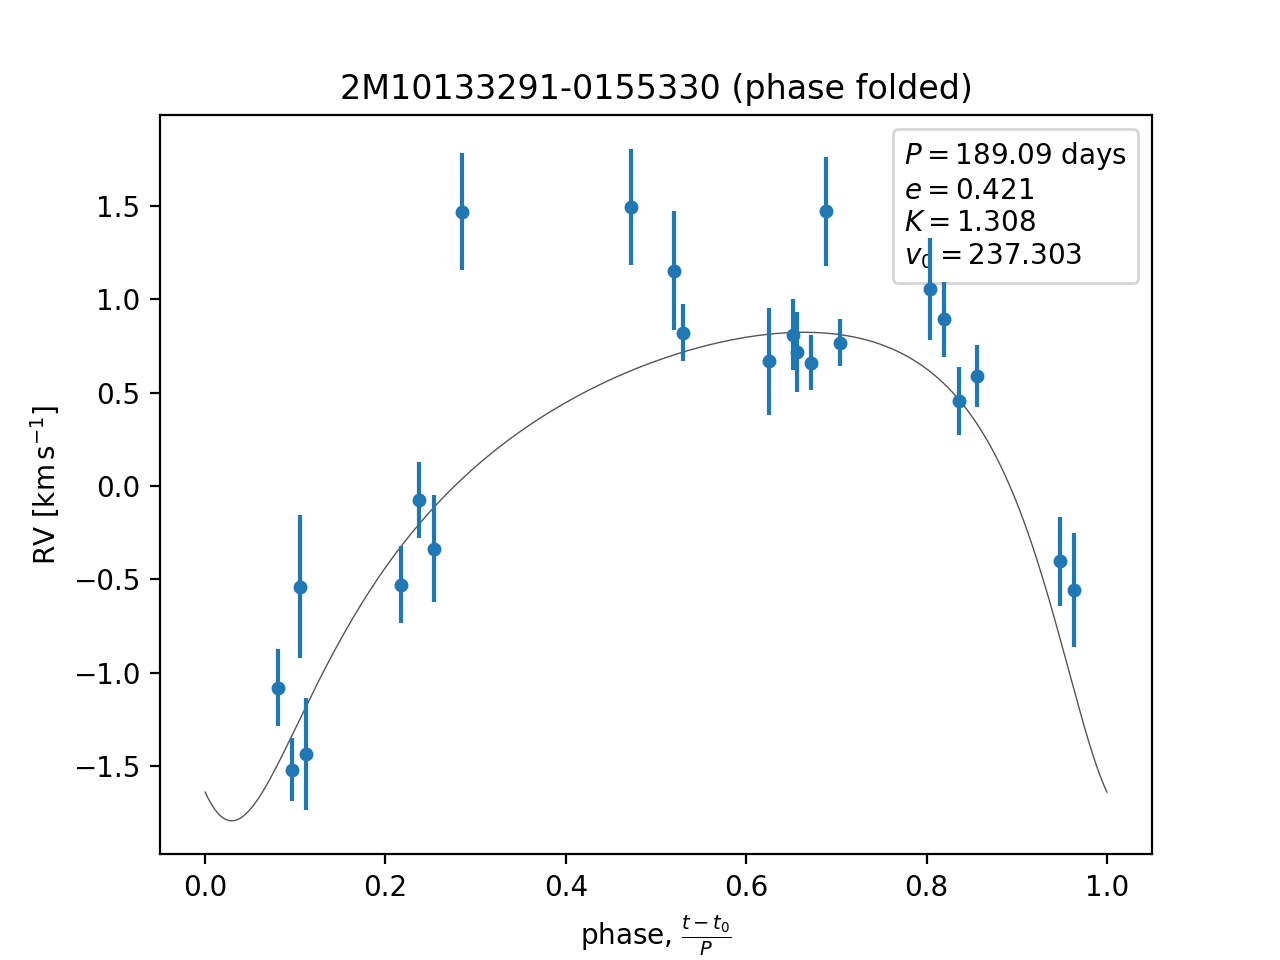 2M10133291-0155330 (phase folded)
P = 189.09 days
e = 0.421
K = 1.308
v₀ = 237.303
1.5
1.0
0.5
0.0
−0.5
−1.0
−1.5
RV [km s⁻¹]
0.0 0.2 0.4 0.6 0.8 1.0
phase, (t − t₀)/P